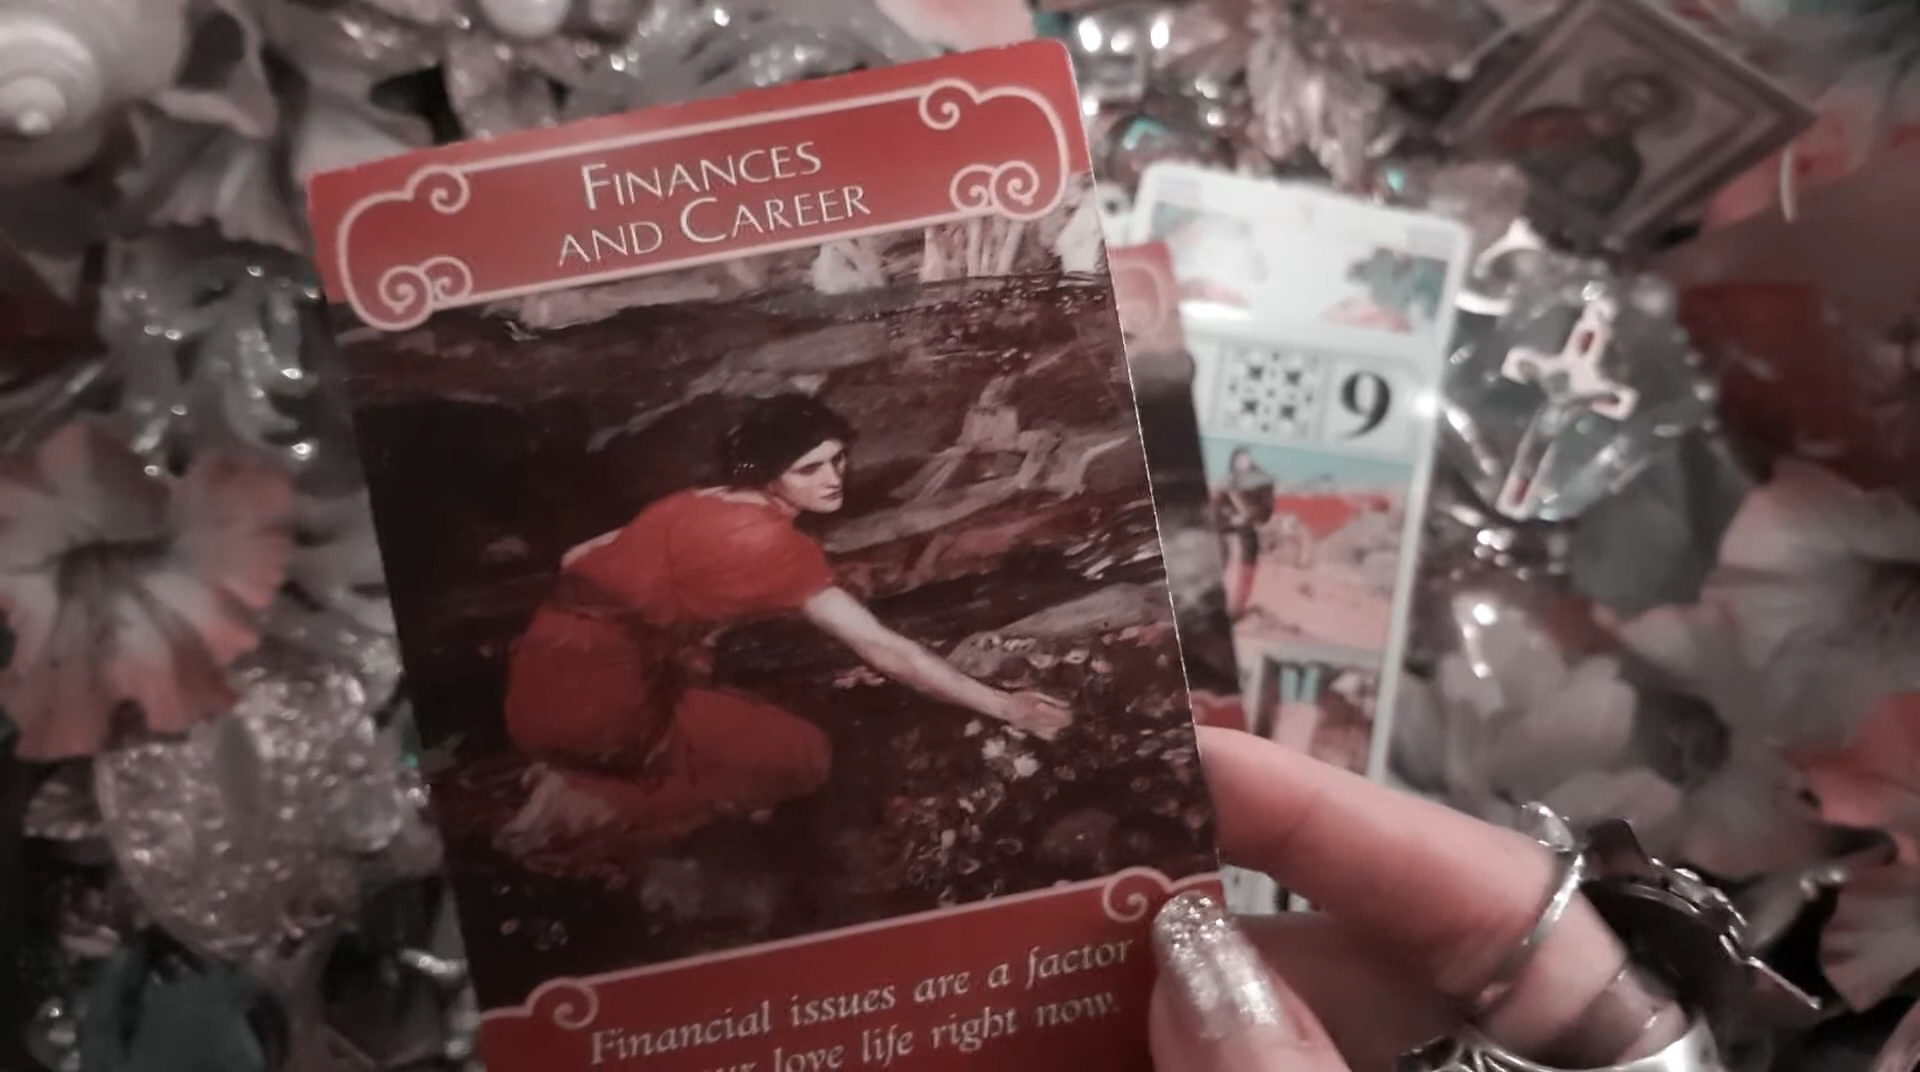 FINANCES
AND CAREER
9
Financial issues are a factor
love life right now.